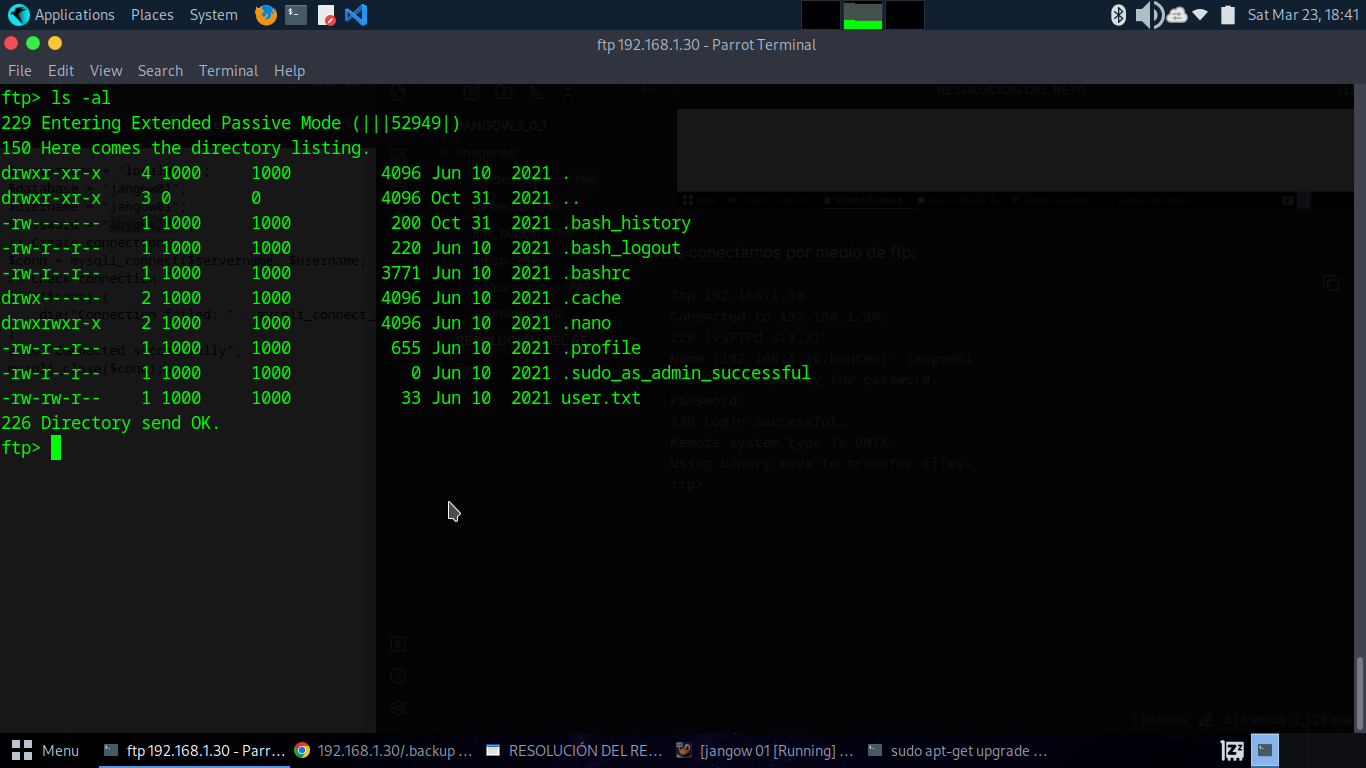 Applications Places System
Sat Mar 23, 18:41
ftp 192.168.1.30 - Parrot Terminal
File Edit View Search Terminal Help
ftp> ls -al
229 Entering Extended Passive Mode (|||52949|)
150 Here comes the directory listing.
drwxr-xr-x 4 1000 1000 4096 Jun 10 2021 .
drwxr-xr-x 3 0 0 4096 Oct 31 2021 ..
-rw------- 1 1000 1000 200 Oct 31 2021 .bash_history
-rw-r--r-- 1 1000 1000 220 Jun 10 2021 .bash_logout
-rw-r--r-- 1 1000 1000 3771 Jun 10 2021 .bashrc
drwx------ 2 1000 1000 4096 Jun 10 2021 .cache
drwxrwxr-x 2 1000 1000 4096 Jun 10 2021 .nano
-rw-r--r-- 1 1000 1000 655 Jun 10 2021 .profile
-rw-r--r-- 1 1000 1000 0 Jun 10 2021 .sudo_as_admin_successful
-rw-rw-r-- 1 1000 1000 33 Jun 10 2021 user.txt
226 Directory send OK.
ftp>
RESOLUCIÓN DEL RETO
JANGOW_1_0_1
conectamos por medio de ftp:
ftp 192.168.1.30
Connected to 192.168.1.30.
220 (vsFTPd 3.0.3)
Name (192.168.1.30:hunter): jangow01
the password.
Password:
230 Login successful.
Remote system type is UNIX.
Using binary mode to transfer files.
ftp>
$database = "jangow01";
$conn = mysqli_connect($servername, $username,
1 backlink 314 words
Menu
ftp 192.168.1.30 - Parr...
192.168.1.30/.backup ...
RESOLUCIÓN DEL RE...
[jangow 01 [Running] ...
sudo apt-get upgrade ...